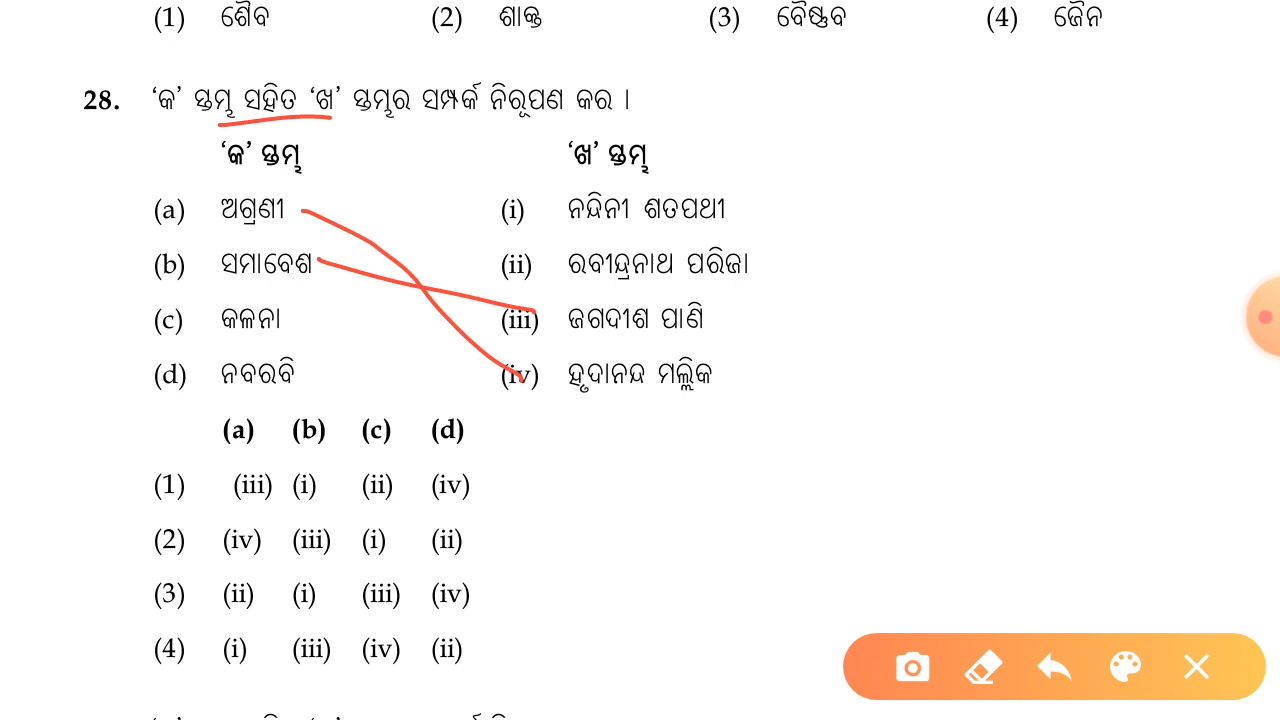 (1) ଶୈବ (2) ଶାକ୍ତ (3) ବୈଷ୍ଣବ (4) ଜୈନ
28. ‘କ’ ସ୍ତମ୍ଭ ସହିତ ‘ଖ’ ସ୍ତମ୍ଭର ସମ୍ପର୍କ ନିରୂପଣ କର ।
‘କ’ ସ୍ତମ୍ଭ ‘ଖ’ ସ୍ତମ୍ଭ
(a) ଅଗ୍ରଣୀ (i) ନନ୍ଦିନୀ ଶତପଥୀ
(b) ସମାବେଶ (ii) ରବୀନ୍ଦ୍ରନାଥ ପରିଜା
(c) କଳନା (iii) ଜଗଦୀଶ ପାଣି
(d) ନବରବି (iv) ହୃଦାନନ୍ଦ ମଲ୍ଲିକ
(a) (b) (c) (d)
(1) (iii) (i) (ii) (iv)
(2) (iv) (iii) (i) (ii)
(3) (ii) (i) (iii) (iv)
(4) (i) (iii) (iv) (ii)